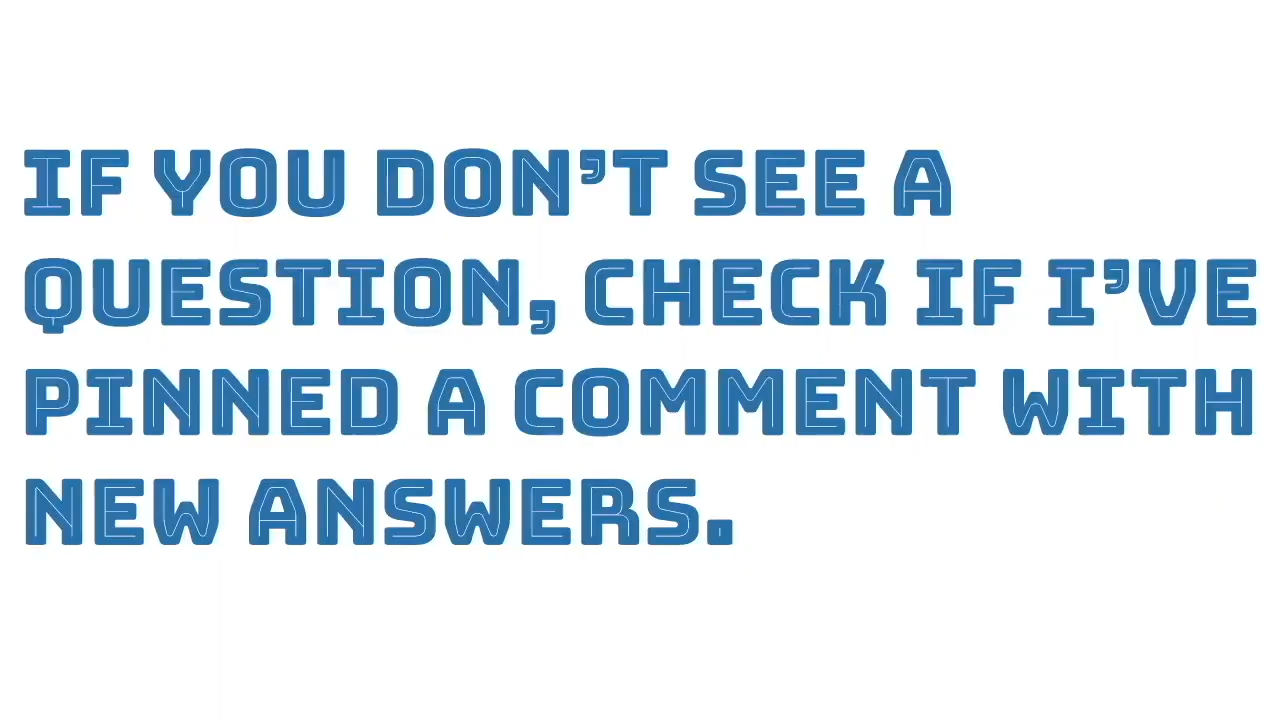 IF YOU DON’T SEE A
QUESTION, CHECK IF I’VE
PINNED A COMMENT WITH
NEW ANSWERS.